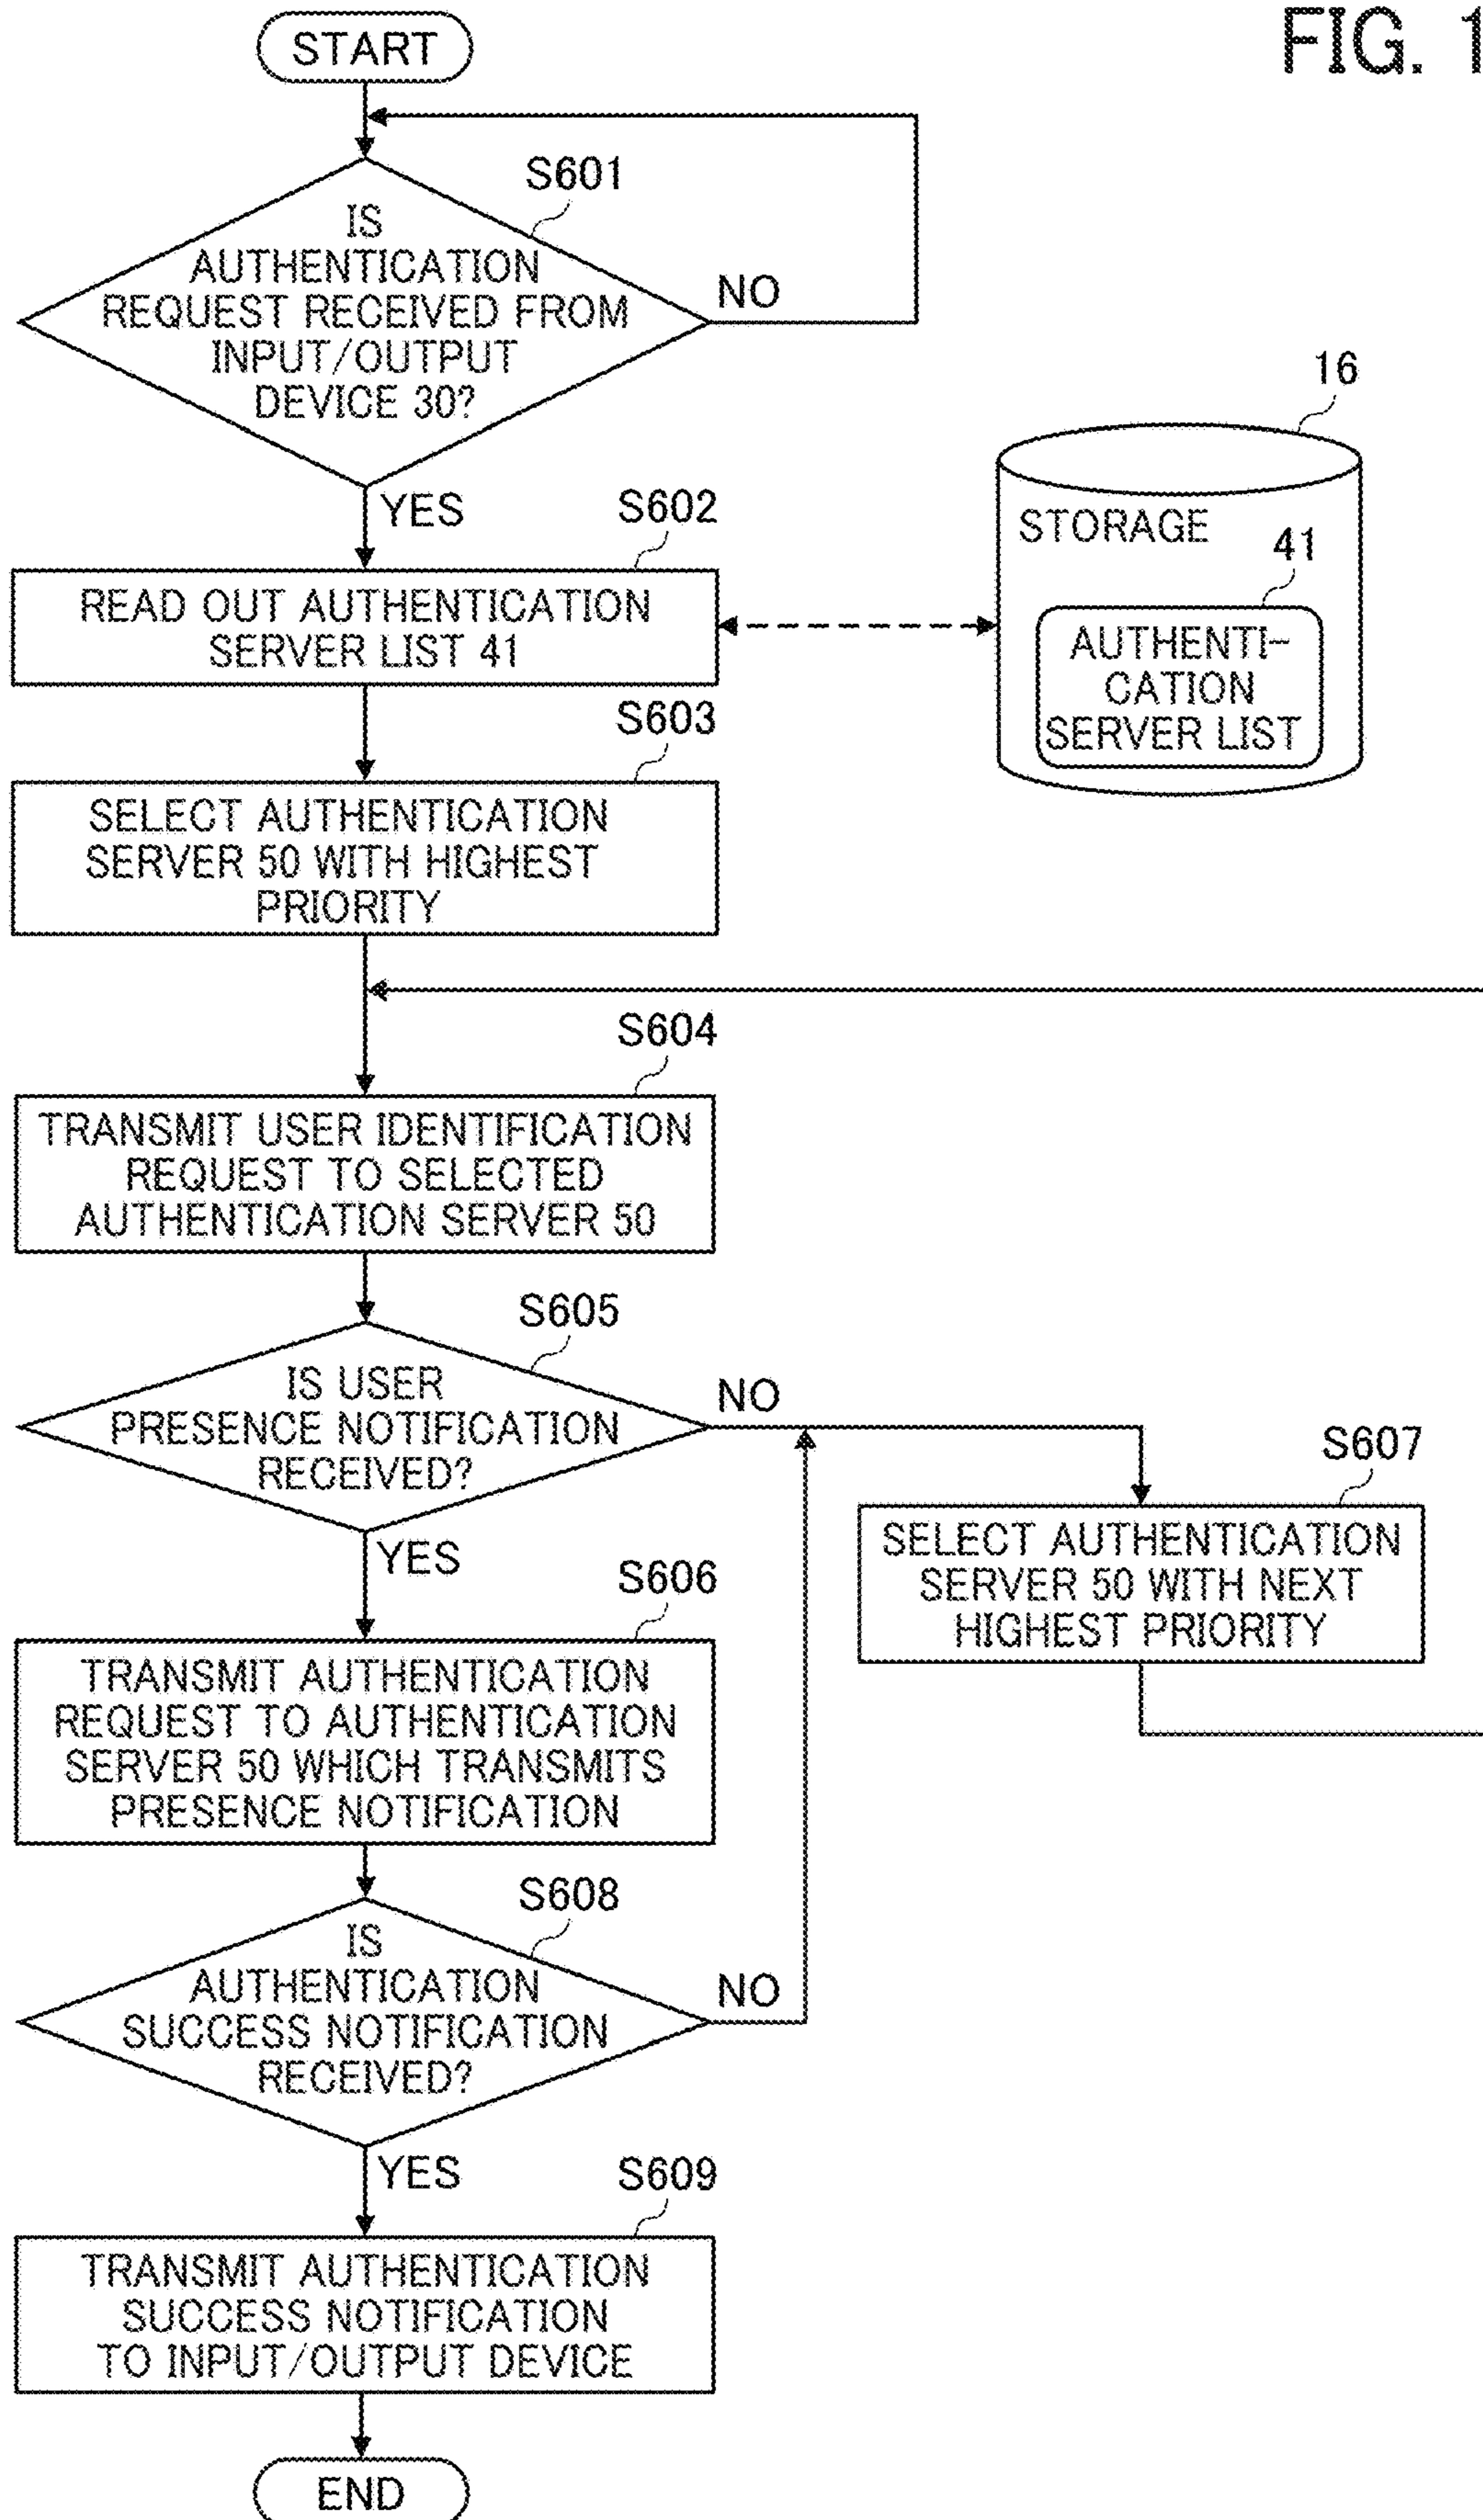 FIG. 1
START
S601
IS
AUTHENTICATION
REQUEST RECEIVED FROM
INPUT/OUTPUT
DEVICE 30?
NO
YES
S602
READ OUT AUTHENTICATION
SERVER LIST 41
16
STORAGE
41
AUTHENTI-
CATION
SERVER LIST
S603
SELECT AUTHENTICATION
SERVER 50 WITH HIGHEST
PRIORITY
S604
TRANSMIT USER IDENTIFICATION
REQUEST TO SELECTED
AUTHENTICATION SERVER 50
S605
IS USER
PRESENCE NOTIFICATION
RECEIVED?
NO
YES
S607
SELECT AUTHENTICATION
SERVER 50 WITH NEXT
HIGHEST PRIORITY
S606
TRANSMIT AUTHENTICATION
REQUEST TO AUTHENTICATION
SERVER 50 WHICH TRANSMITS
PRESENCE NOTIFICATION
S608
IS
AUTHENTICATION
SUCCESS NOTIFICATION
RECEIVED?
NO
YES
S609
TRANSMIT AUTHENTICATION
SUCCESS NOTIFICATION
TO INPUT/OUTPUT DEVICE
END